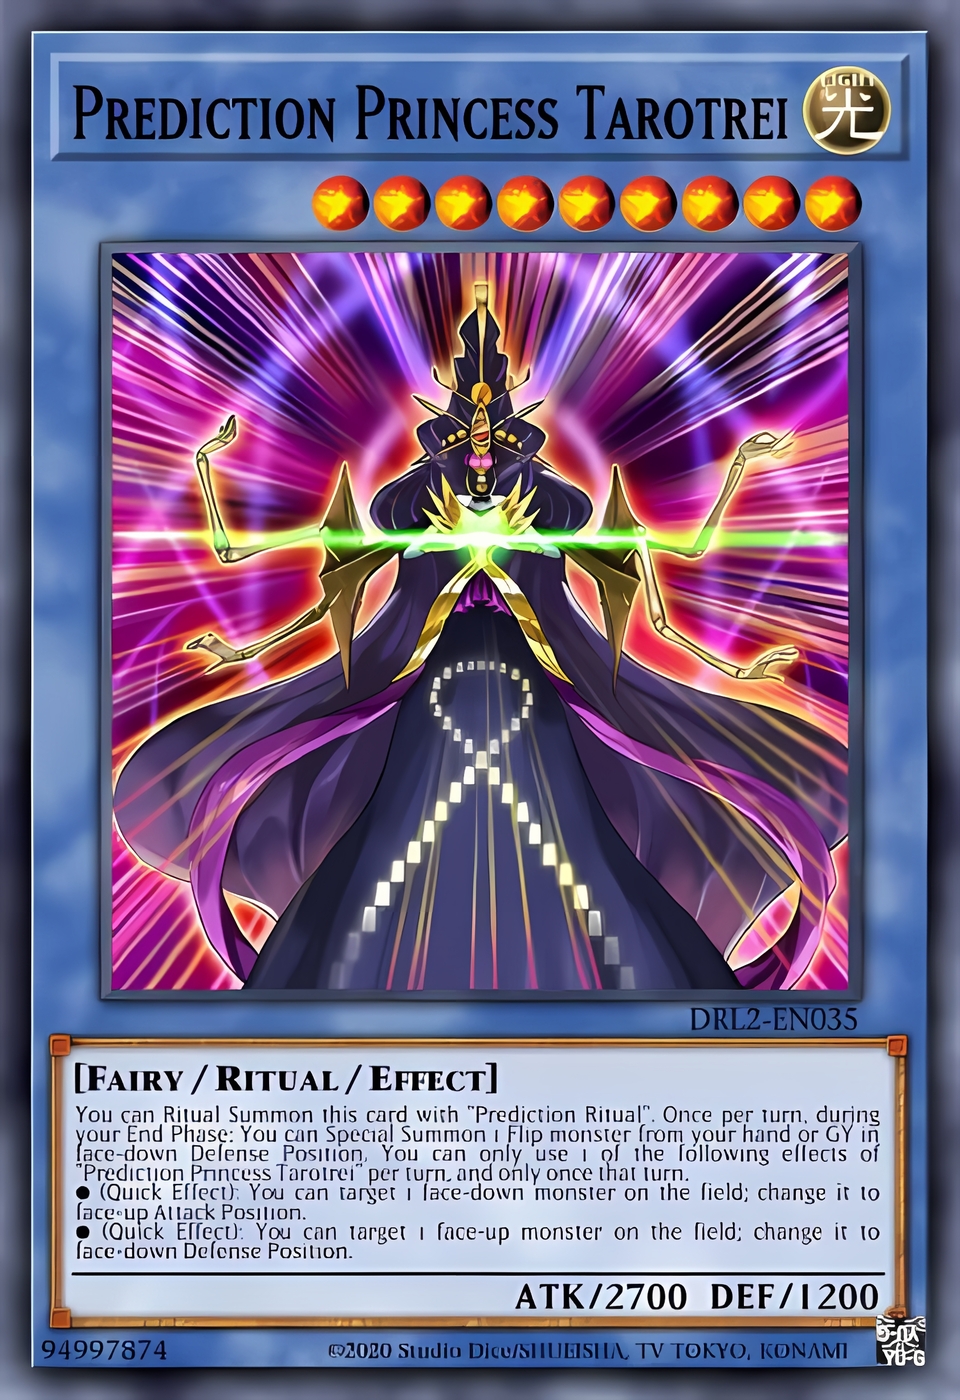 PREDICTION PRINCESS TAROTREI
光
DRL2-EN035
[FAIRY / RITUAL / EFFECT]
You can Ritual Summon this card with "Prediction Ritual". Once per turn, during
your End Phase: You can Special Summon 1 Flip monster from your hand or GY in
face-down Defense Position. You can only use 1 of the following effects of
"Prediction Princess Tarotrei" per turn, and only once that turn.
● (Quick Effect): You can target 1 face-down monster on the field; change it to
face-up Attack Position.
● (Quick Effect): You can target 1 face-up monster on the field; change it to
face-down Defense Position.
ATK/2700 DEF/1200
94997874
©2020 Studio Dice/SHUEISHA, TV TOKYO, KONAMI